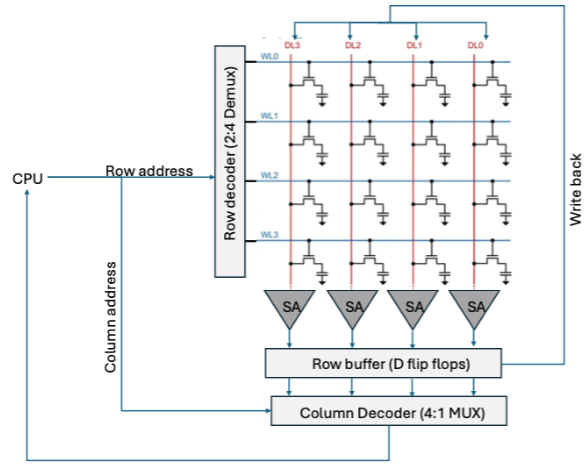 DL3 DL2 DL1 DL0
WL0
WL1
WL2
WL3
Row decoder (2:4 Demux)
CPU
Row address
Column address
Write back
SA SA SA SA
Row buffer (D flip flops)
Column Decoder (4:1 MUX)